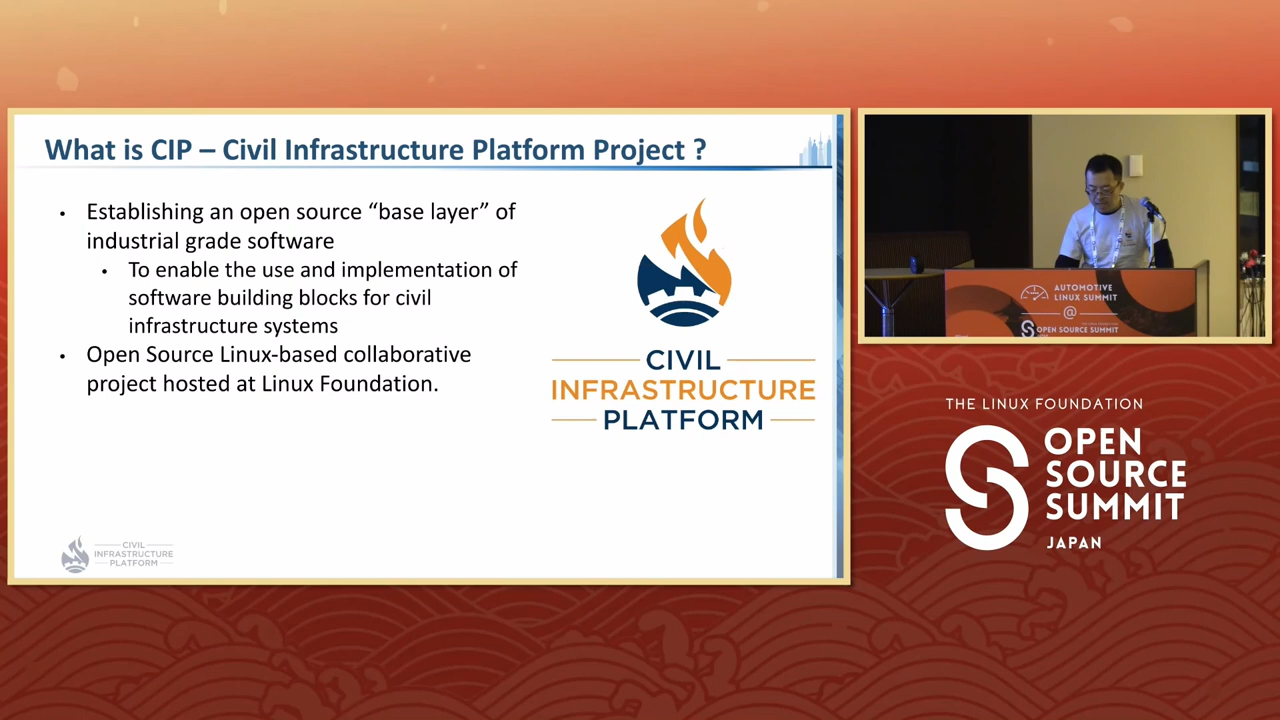 What is CIP – Civil Infrastructure Platform Project ?
• Establishing an open source “base layer” of
industrial grade software
• To enable the use and implementation of
software building blocks for civil
infrastructure systems
• Open Source Linux-based collaborative
project hosted at Linux Foundation.
CIVIL
INFRASTRUCTURE
PLATFORM
CIVIL
INFRASTRUCTURE
PLATFORM
AUTOMOTIVE
LINUX SUMMIT
@
THE LINUX FOUNDATION
OPEN SOURCE SUMMIT
THE LINUX FOUNDATION
OPEN
SOURCE
SUMMIT
JAPAN